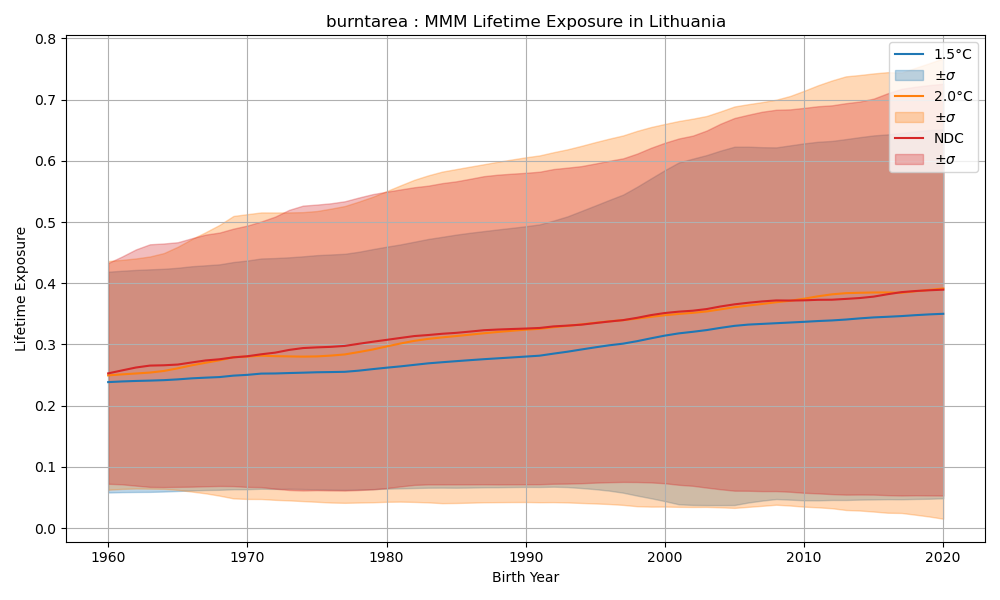 burntarea : MMM Lifetime Exposure in Lithuania
0.8
0.7
0.6
0.5
0.4
0.3
0.2
0.1
0.0
Lifetime Exposure
1960 1970 1980 1990 2000 2010 2020
Birth Year
1.5°C
±σ
2.0°C
±σ
NDC
±σ